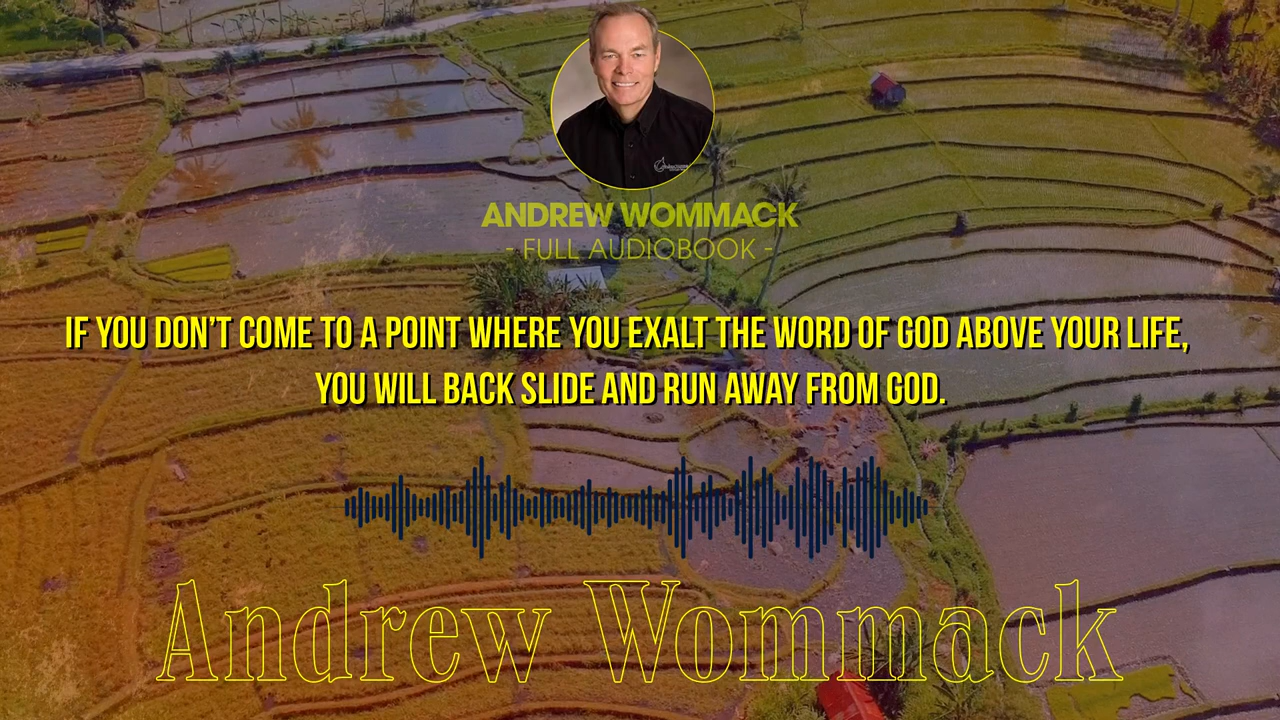 ANDREW WOMMACK
- FULL AUDIOBOOK -
IF YOU DON'T COME TO A POINT WHERE YOU EXALT THE WORD OF GOD ABOVE YOUR LIFE,
YOU WILL BACK SLIDE AND RUN AWAY FROM GOD.
Andrew Wommack